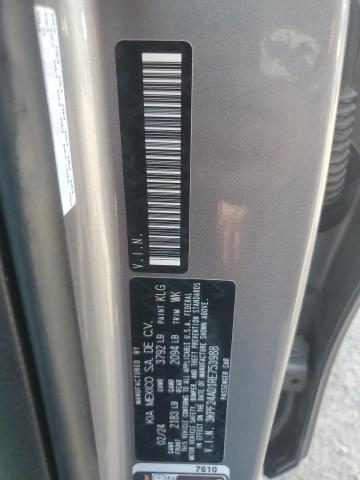 V.I.N.
MANUFACTURED BY
KIA MEXICO S.A. DE C.V.
02/24 GVWR 3792 LB PAINT KLG
GAWR FRONT 2183 LB GAWR REAR 2094 LB TRIM WK
THIS VEHICLE CONFORMS TO ALL APPLICABLE U.S.A. FEDERAL
MOTOR VEHICLE SAFETY, BUMPER, AND THEFT PREVENTION STANDARDS
IN EFFECT ON THE DATE OF MANUFACTURE SHOWN ABOVE.
V.I.N. 3KPF24AD1RE753988
PASSENGER CAR
7610